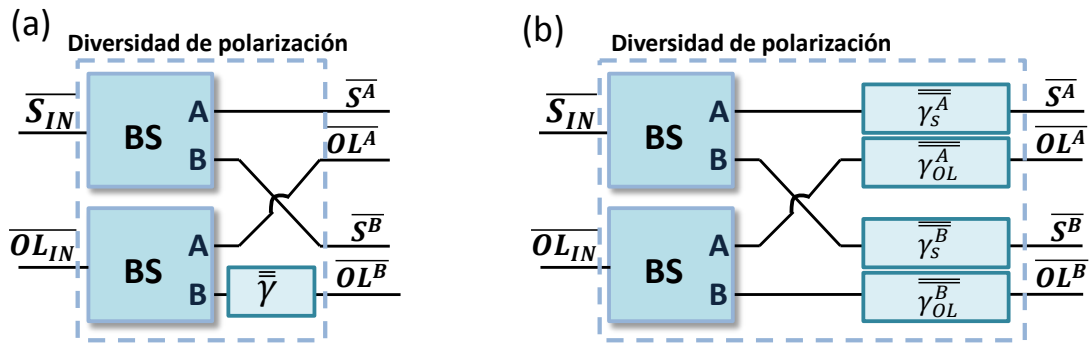 (a)
Diversidad de polarización
S_IN
BS
A
B
S^A
OL^A
OL_IN
BS
A
B
γ
S^B
OL^B
(b)
Diversidad de polarización
S_IN
BS
A
B
γ_s^A
γ_OL^A
S^A
OL^A
OL_IN
BS
A
B
γ_s^B
γ_OL^B
S^B
OL^B